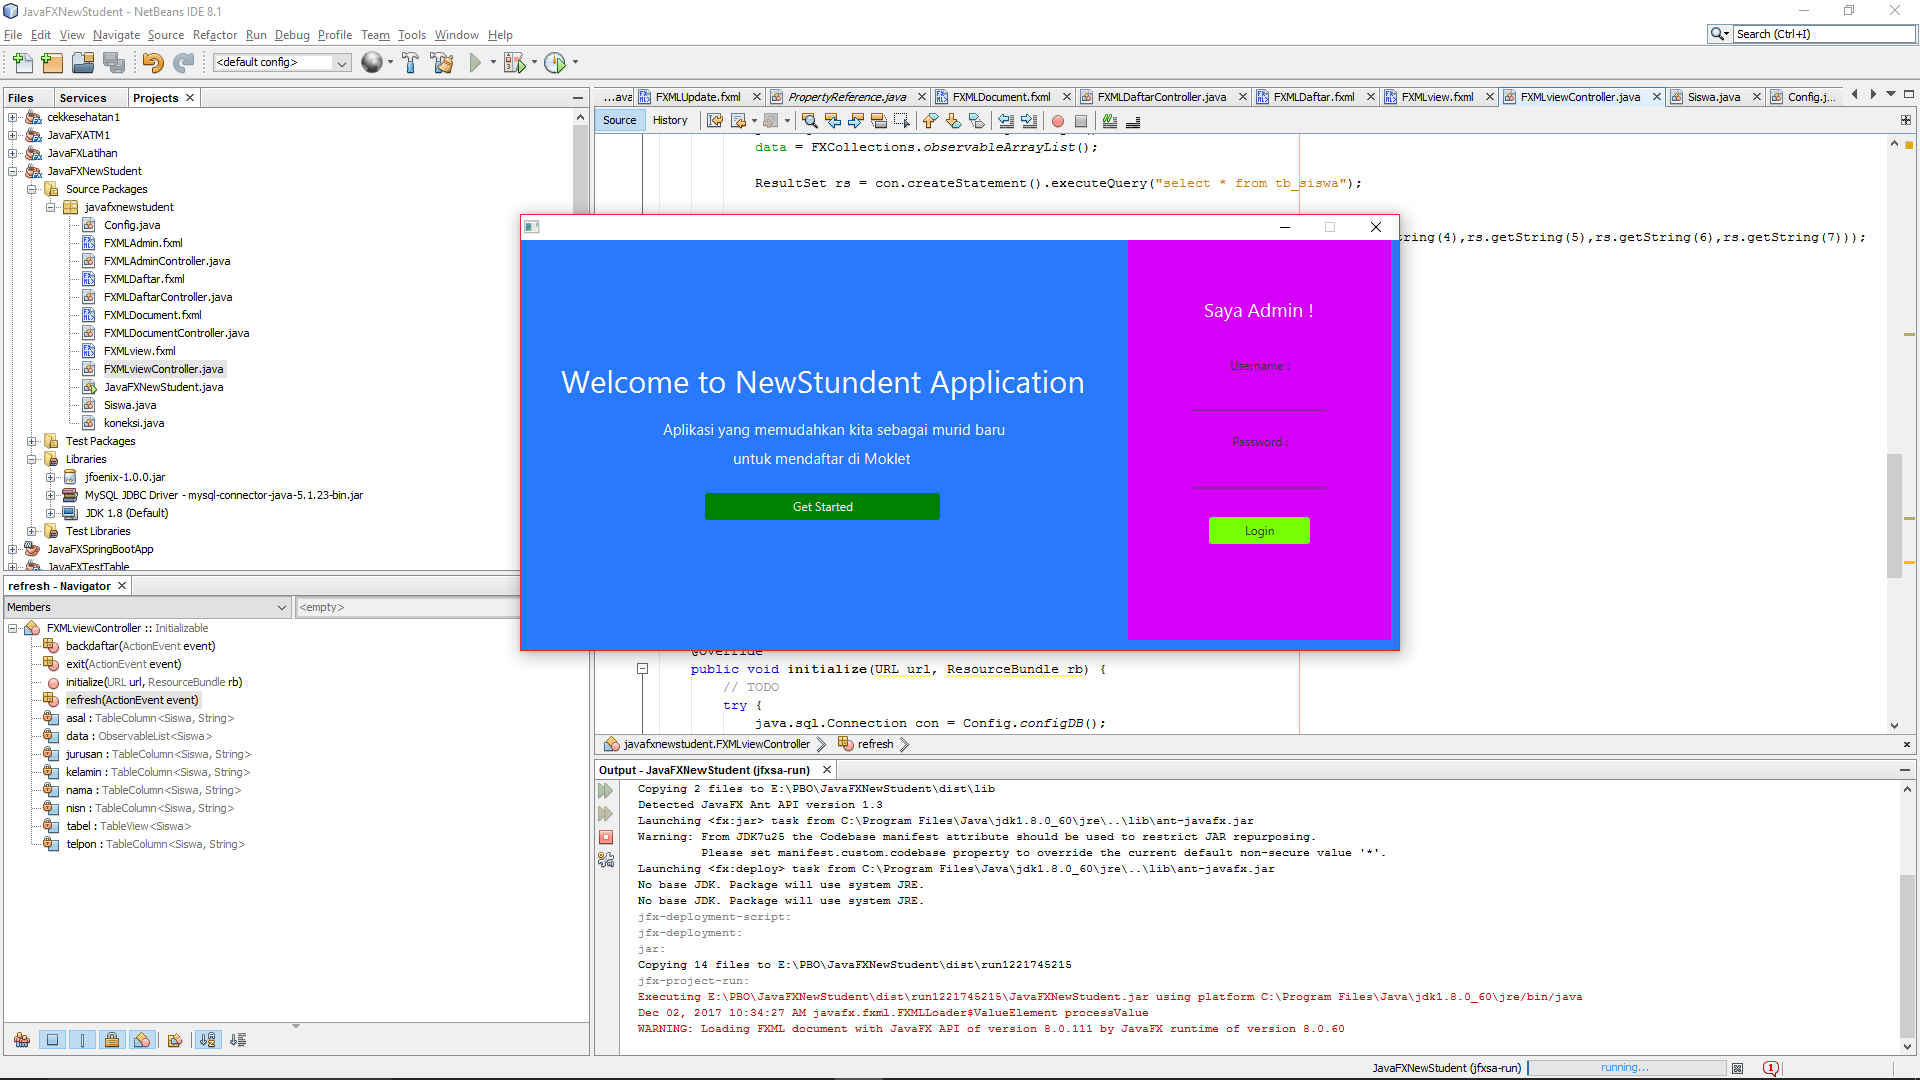 JavaFXNewStudent - NetBeans IDE 8.1
File Edit View Navigate Source Refactor Run Debug Profile Team Tools Window Help
Search (Ctrl+I)
<default config>
Files Services Projects
cekkesehatan1
JavaFXATM1
JavaFXLatihan
JavaFXNewStudent
Source Packages
javafxnewstudent
Config.java
FXMLAdmin.fxml
FXMLAdminController.java
FXMLDaftar.fxml
FXMLDaftarController.java
FXMLDocument.fxml
FXMLDocumentController.java
FXMLview.fxml
FXMLviewController.java
JavaFXNewStudent.java
Siswa.java
koneksi.java
Test Packages
Libraries
jfoenix-1.0.0.jar
MySQL JDBC Driver - mysql-connector-java-5.1.23-bin.jar
JDK 1.8 (Default)
Test Libraries
JavaFXSpringBootApp
JavaFXTestTable
refresh - Navigator
Members
<empty>
FXMLviewController :: Initializable
backdaftar(ActionEvent event)
exit(ActionEvent event)
initialize(URL url, ResourceBundle rb)
refresh(ActionEvent event)
asal : TableColumn<Siswa, String>
data : ObservableList<Siswa>
jurusan : TableColumn<Siswa, String>
kelamin : TableColumn<Siswa, String>
nama : TableColumn<Siswa, String>
nisn : TableColumn<Siswa, String>
tabel : TableView<Siswa>
telpon : TableColumn<Siswa, String>
...ava FXMLUpdate.fxml PropertyReference.java FXMLDocument.fxml FXMLDaftarController.java FXMLDaftar.fxml FXMLview.fxml FXMLviewController.java Siswa.java Config.j...
Source History
data = FXCollections.observableArrayList();
ResultSet rs = con.createStatement().executeQuery("select * from tb_siswa");
ring(4),rs.getString(5),rs.getString(6),rs.getString(7)));
Welcome to NewStundent Application
Aplikasi yang memudahkan kita sebagai murid baru
untuk mendaftar di Moklet
Get Started
Saya Admin !
Username :
Password :
Login
@Override
public void initialize(URL url, ResourceBundle rb) {
// TODO
try {
java.sql.Connection con = Config.configDB();
javafxnewstudent.FXMLviewController refresh
Output - JavaFXNewStudent (jfxsa-run)
Copying 2 files to E:\PBO\JavaFXNewStudent\dist\lib
Detected JavaFX Ant API version 1.3
Launching <fx:jar> task from C:\Program Files\Java\jdk1.8.0_60\jre\..\lib\ant-javafx.jar
Warning: From JDK7u25 the Codebase manifest attribute should be used to restrict JAR repurposing.
Please set manifest.custom.codebase property to override the current default non-secure value '*'.
Launching <fx:deploy> task from C:\Program Files\Java\jdk1.8.0_60\jre\..\lib\ant-javafx.jar
No base JDK. Package will use system JRE.
No base JDK. Package will use system JRE.
jfx-deployment-script:
jfx-deployment:
jar:
Copying 14 files to E:\PBO\JavaFXNewStudent\dist\run1221745215
jfx-project-run:
Executing E:\PBO\JavaFXNewStudent\dist\run1221745215\JavaFXNewStudent.jar using platform C:\Program Files\Java\jdk1.8.0_60\jre/bin/java
Dec 02, 2017 10:34:27 AM javafx.fxml.FXMLLoader$ValueElement processValue
WARNING: Loading FXML document with JavaFX API of version 8.0.111 by JavaFX runtime of version 8.0.60
JavaFXNewStudent (jfxsa-run) running...